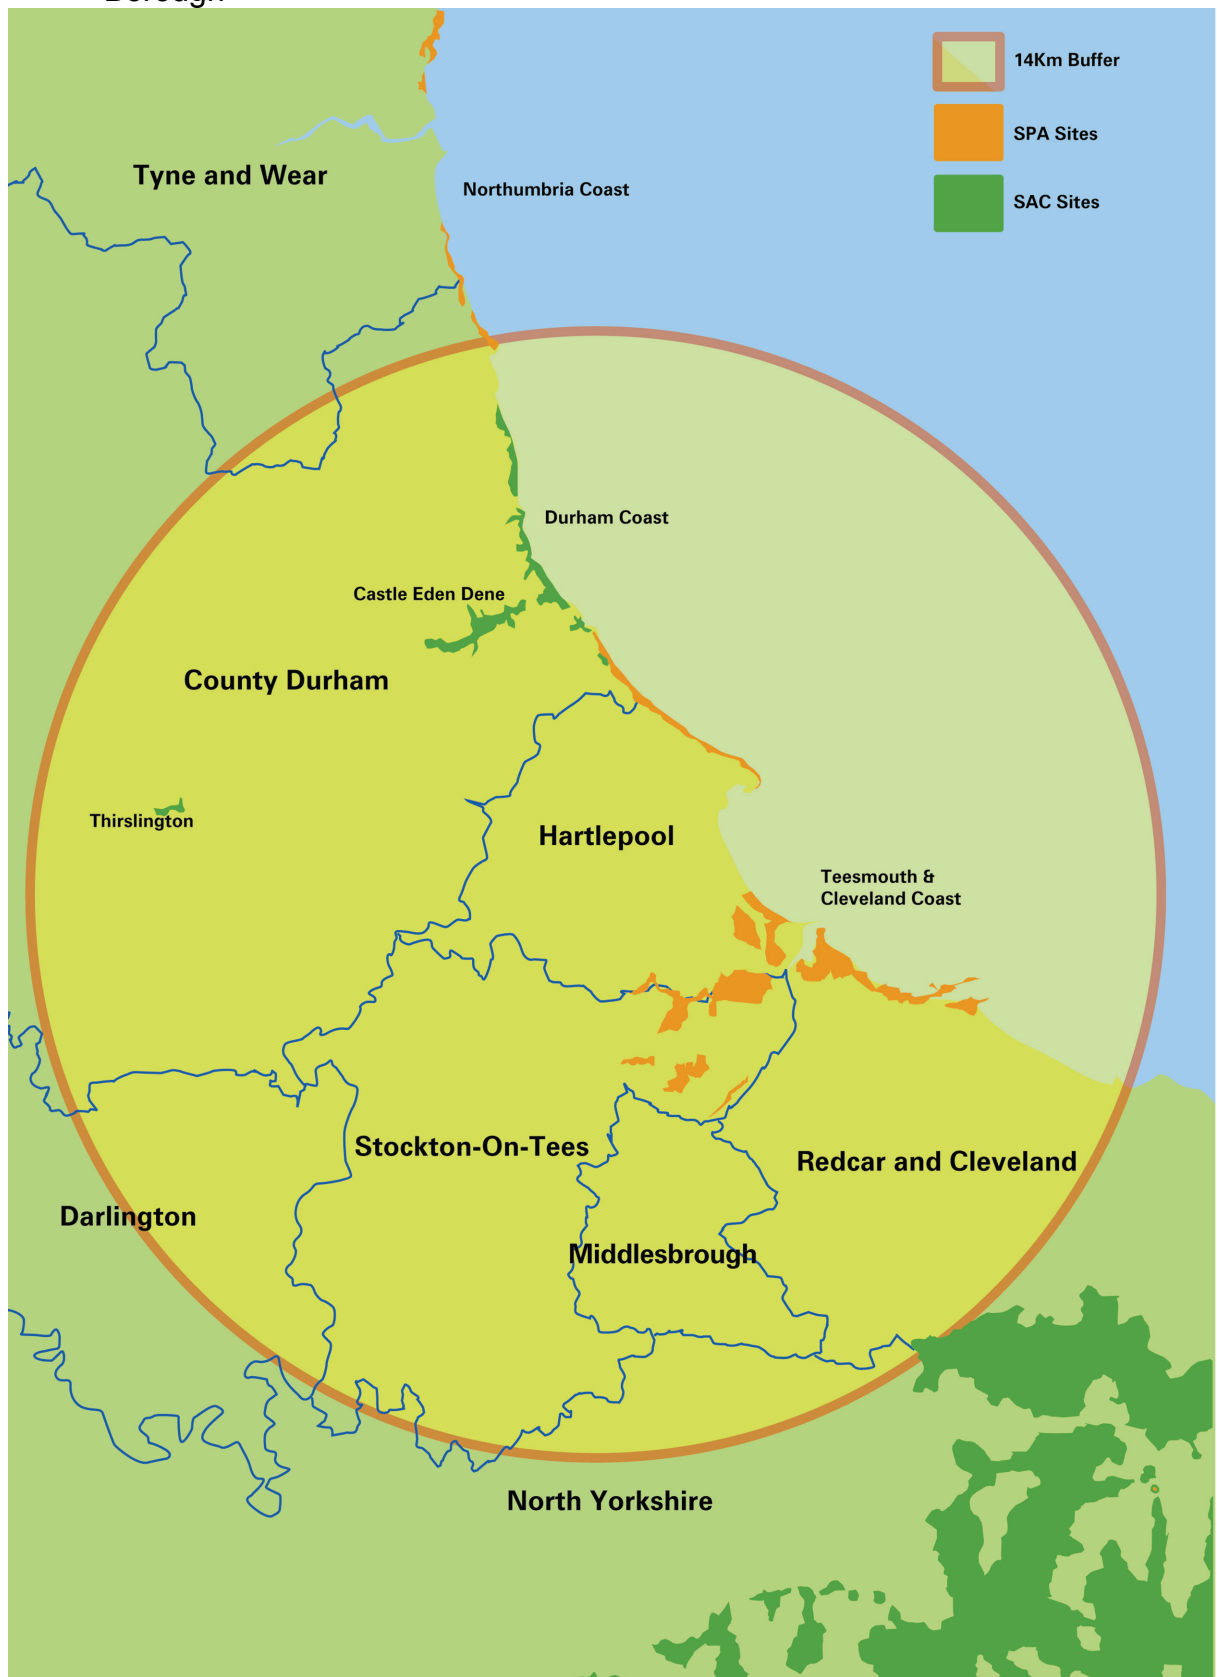 Borough
14Km Buffer
SPA Sites
SAC Sites
Tyne and Wear
Northumbria Coast
Durham Coast
Castle Eden Dene
County Durham
Thirslington
Hartlepool
Teesmouth &
Cleveland Coast
Stockton-On-Tees
Redcar and Cleveland
Darlington
Middlesbrough
North Yorkshire